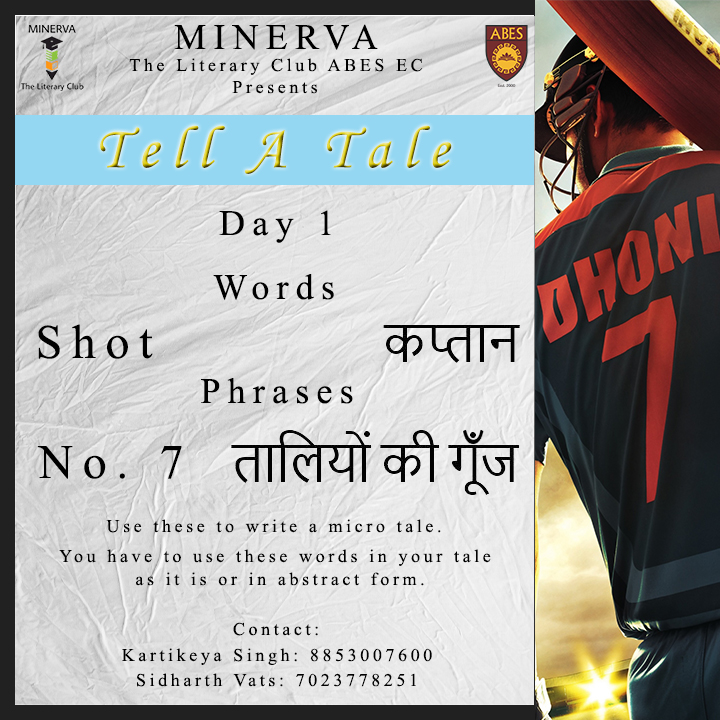 MINERVA
The Literary Club
MINERVA
The Literary Club ABES EC
Presents
ABES
Estd. 2000
Tell A Tale
Day 1
Words
Shot कप्तान
Phrases
No. 7 तालियों की गूँज
Use these to write a micro tale.
You have to use these words in your tale
as it is or in abstract form.
Contact:
Kartikeya Singh: 8853007600
Sidharth Vats: 7023778251
DHONI
7